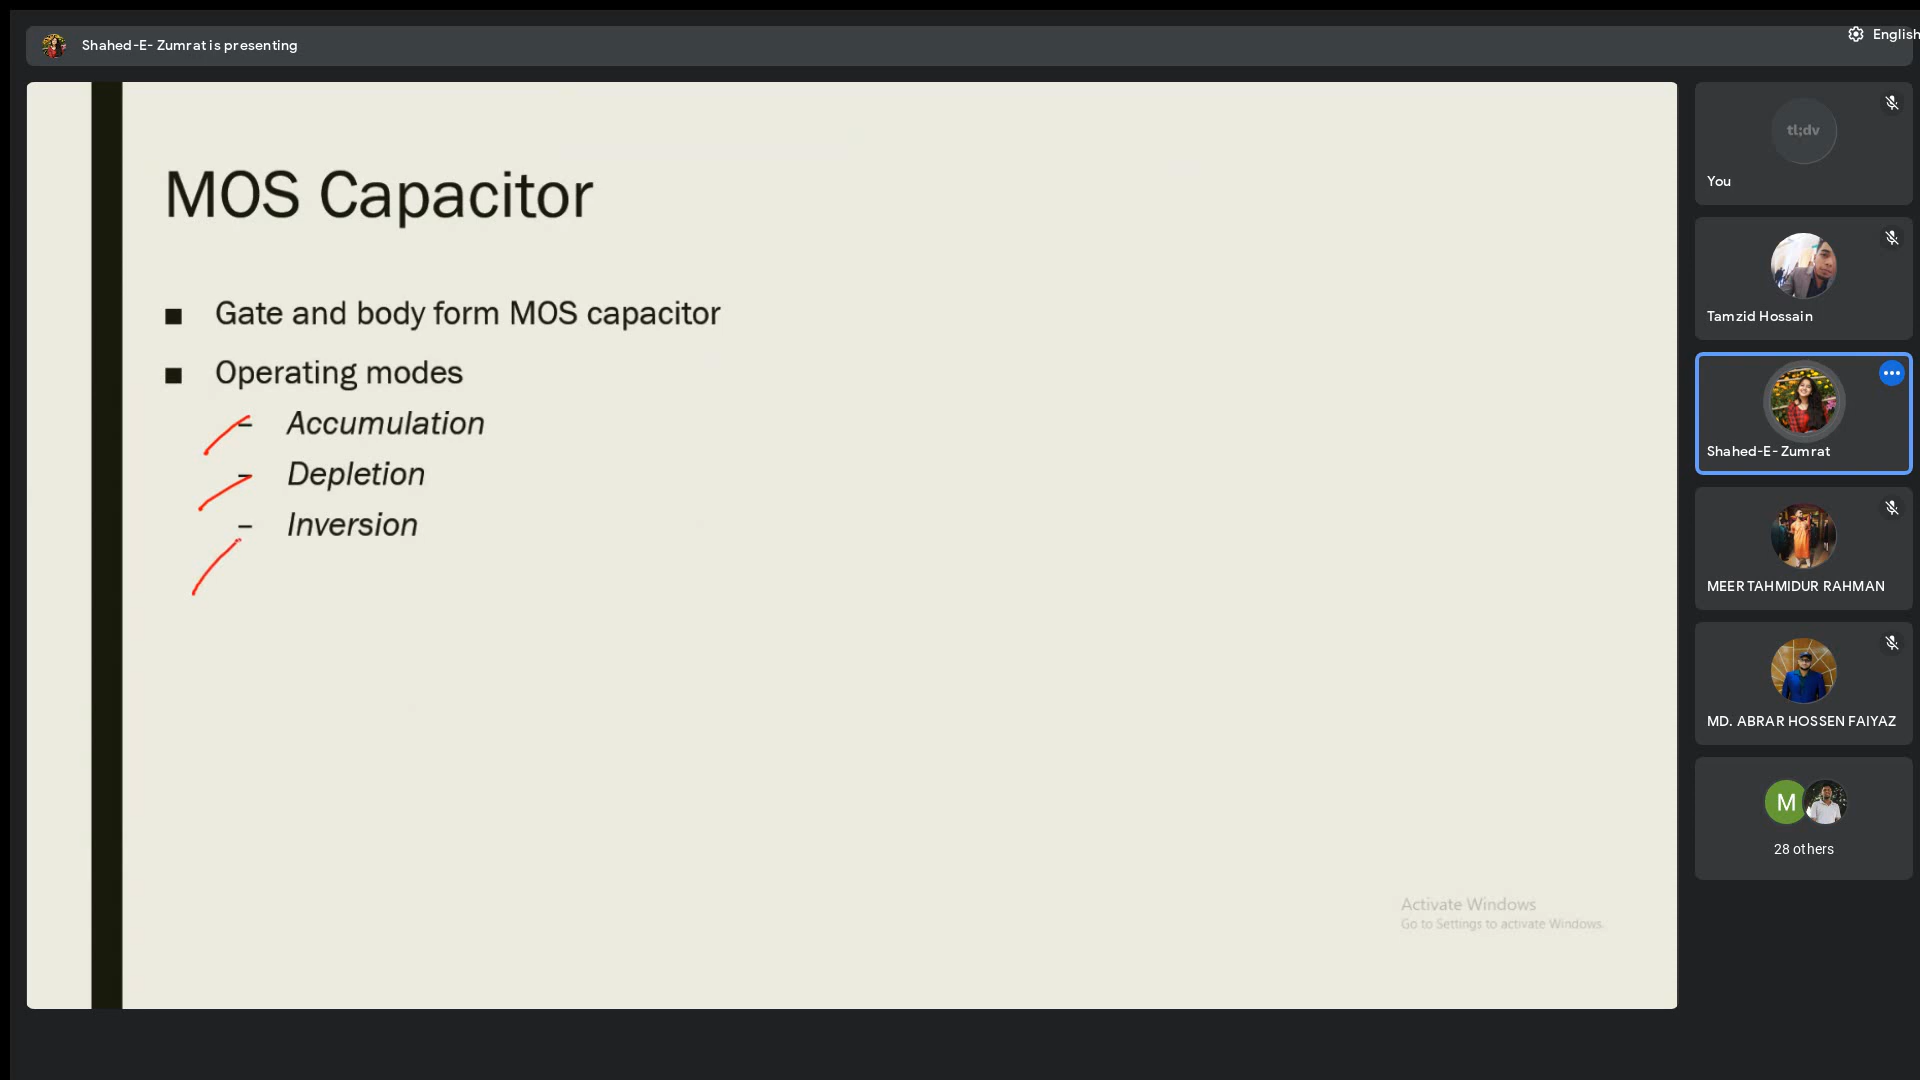 Shahed-E- Zumrat is presenting
English
MOS Capacitor
■ Gate and body form MOS capacitor
■ Operating modes
– Accumulation
– Depletion
– Inversion
Activate Windows
Go to Settings to activate Windows.
tl;dv
You
Tamzid Hossain
Shahed-E- Zumrat
MEER TAHMIDUR RAHMAN
MD. ABRAR HOSSEN FAIYAZ
M
28 others